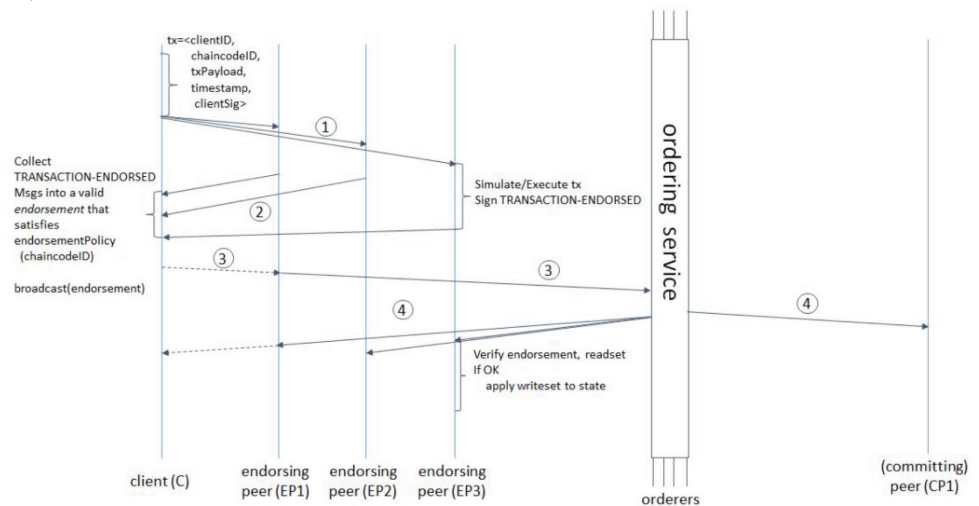 tx=<clientID,
chaincodeID,
txPayload,
timestamp,
clientSig>
1
Collect
TRANSACTION-ENDORSED
Msgs into a valid
endorsement that
satisfies
endorsementPolicy
(chaincodeID)
2
Simulate/Execute tx
Sign TRANSACTION-ENDORSED
ordering service
3
3
broadcast(endorsement)
4
4
Verify endorsement, readset
If OK
apply writeset to state
client (C)
endorsing
peer (EP1)
endorsing
peer (EP2)
endorsing
peer (EP3)
orderers
(committing)
peer (CP1)